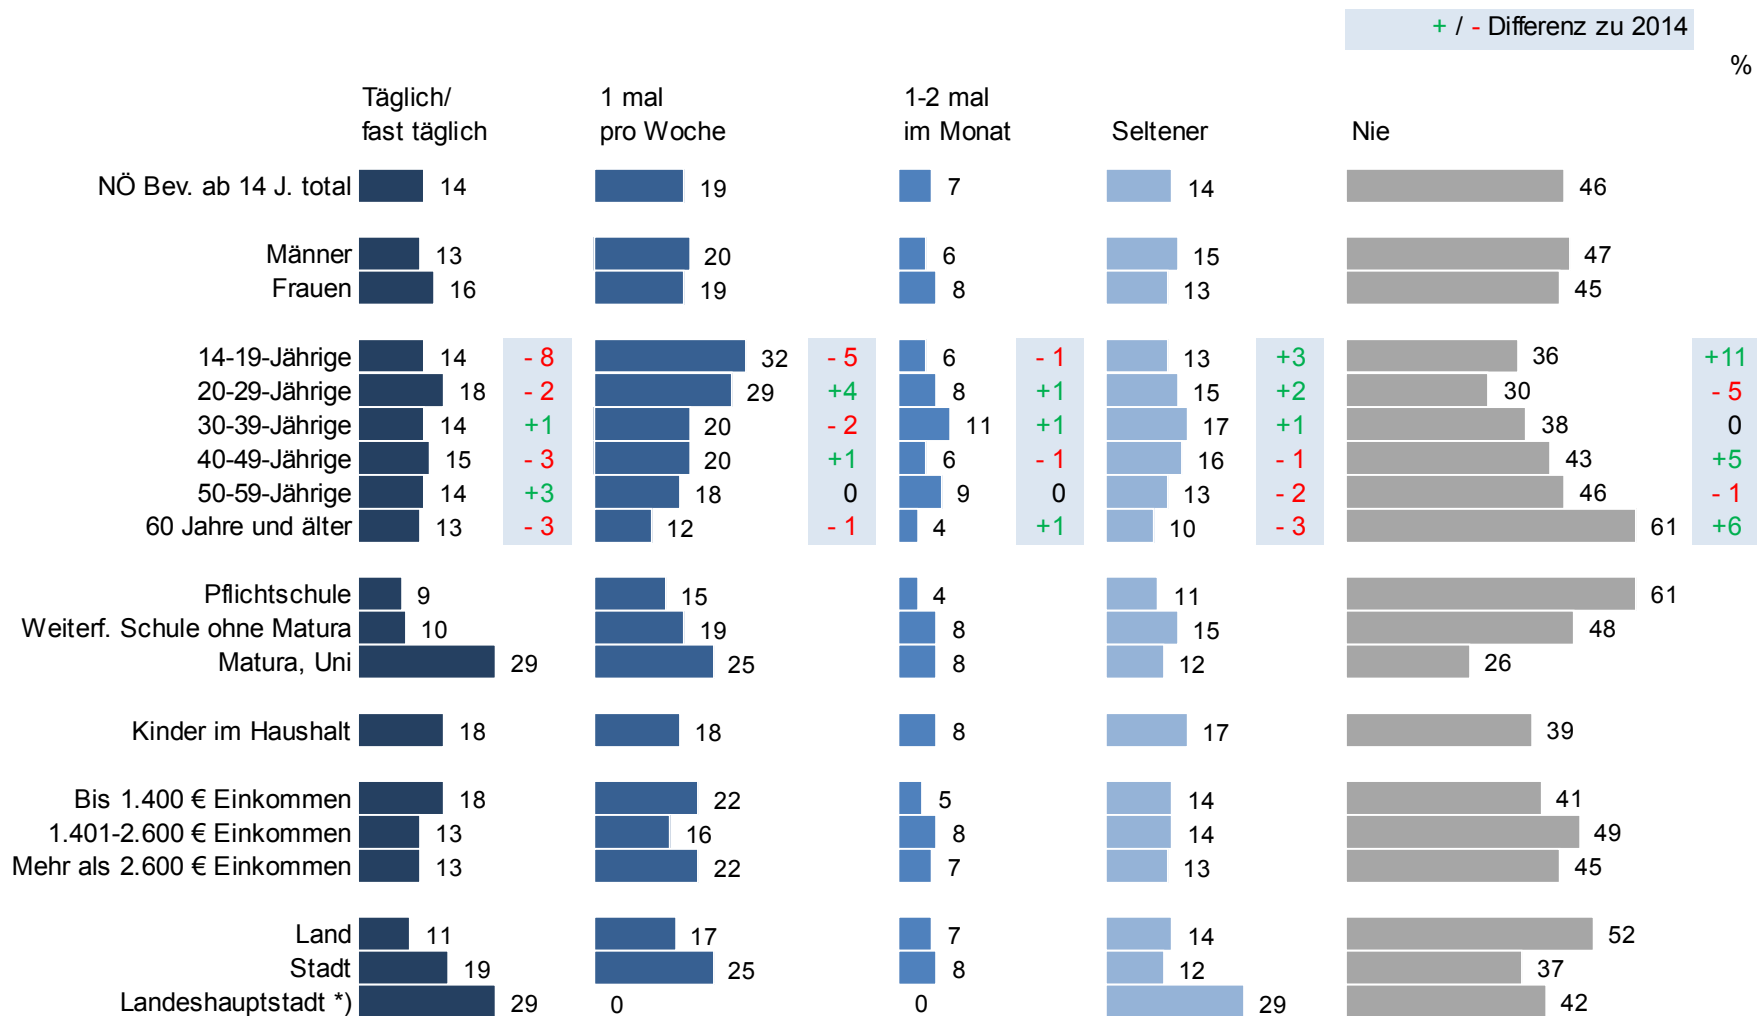 + / - Differenz zu 2014
%
Täglich/ 1 mal 1-2 mal
fast täglich pro Woche im Monat Seltener Nie
NÖ Bev. ab 14 J. total 14 19 7 14 46
Männer 13 20 6 15 47
Frauen 16 19 8 13 45
14-19-Jährige 14 - 8 32 - 5 6 - 1 13 +3 36 +11
20-29-Jährige 18 - 2 29 +4 8 +1 15 +2 30 - 5
30-39-Jährige 14 +1 20 - 2 11 +1 17 +1 38 0
40-49-Jährige 15 - 3 20 +1 6 - 1 16 - 1 43 +5
50-59-Jährige 14 +3 18 0 9 0 13 - 2 46 - 1
60 Jahre und älter 13 - 3 12 - 1 4 +1 10 - 3 61 +6
Pflichtschule 9 15 4 11 61
Weiterf. Schule ohne Matura 10 19 8 15 48
Matura, Uni 29 25 8 12 26
Kinder im Haushalt 18 18 8 17 39
Bis 1.400 € Einkommen 18 22 5 14 41
1.401-2.600 € Einkommen 13 16 8 14 49
Mehr als 2.600 € Einkommen 13 22 7 13 45
Land 11 17 7 14 52
Stadt 19 25 8 12 37
Landeshauptstadt *) 29 0 0 29 42